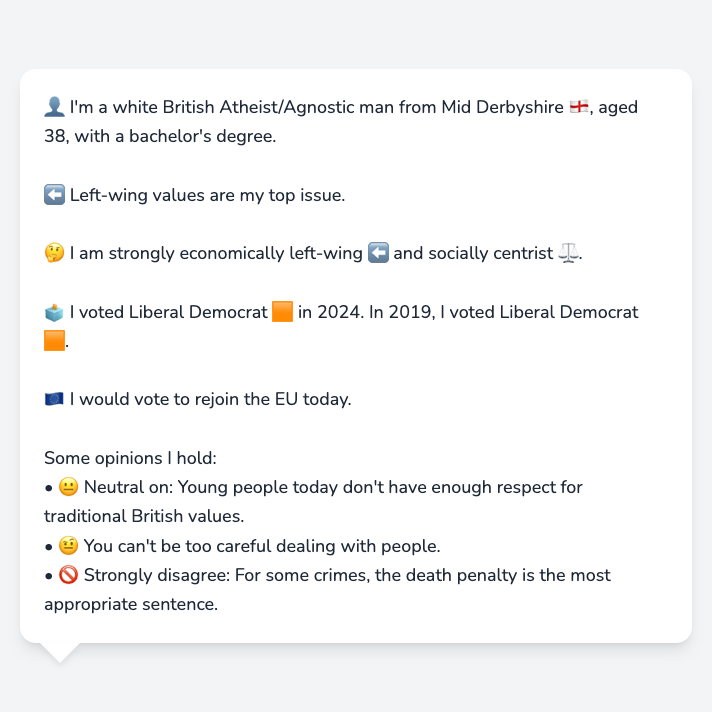 👤 I'm a white British Atheist/Agnostic man from Mid Derbyshire 🏴󠁧󠁢󠁥󠁮󠁧󠁿, aged
38, with a bachelor's degree.
⬅️ Left-wing values are my top issue.
🤔 I am strongly economically left-wing ⬅️ and socially centrist ⚖️.
🗳️ I voted Liberal Democrat 🟧 in 2024. In 2019, I voted Liberal Democrat
🟧.
🇪🇺 I would vote to rejoin the EU today.
Some opinions I hold:
• 😐 Neutral on: Young people today don't have enough respect for
traditional British values.
• 🤨 You can't be too careful dealing with people.
• 🚫 Strongly disagree: For some crimes, the death penalty is the most
appropriate sentence.